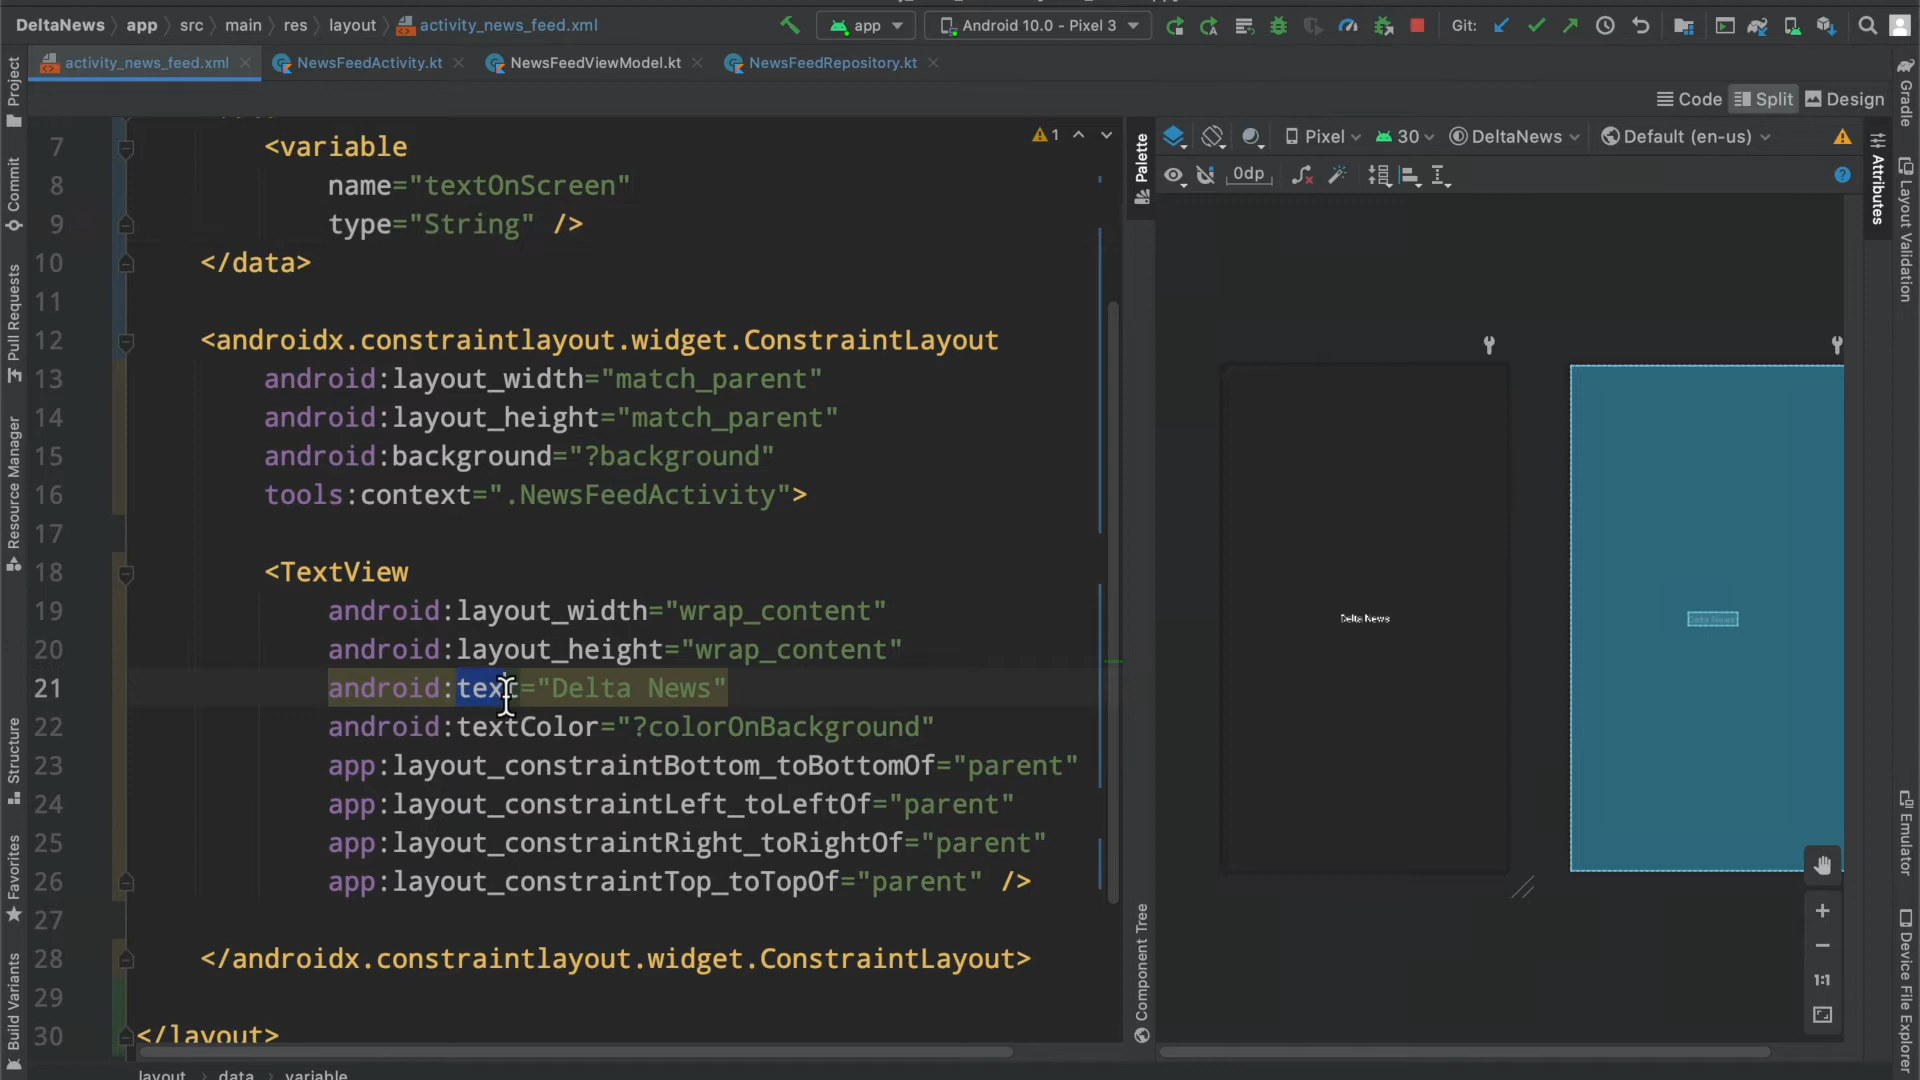 DeltaNews app src main res layout activity_news_feed.xml app Android 10.0 - Pixel 3 Git:
activity_news_feed.xml NewsFeedActivity.kt NewsFeedViewModel.kt NewsFeedRepository.kt
Code Split Design
Project
Commit
Pull Requests
Resource Manager
Structure
Favorites
Build Variants
7 <variable
8 name="textOnScreen"
9 type="String" />
10 </data>
11
12 <androidx.constraintlayout.widget.ConstraintLayout
13 android:layout_width="match_parent"
14 android:layout_height="match_parent"
15 android:background="?background"
16 tools:context=".NewsFeedActivity">
17
18 <TextView
19 android:layout_width="wrap_content"
20 android:layout_height="wrap_content"
21 android:text="Delta News"
22 android:textColor="?colorOnBackground"
23 app:layout_constraintBottom_toBottomOf="parent"
24 app:layout_constraintLeft_toLeftOf="parent"
25 app:layout_constraintRight_toRightOf="parent"
26 app:layout_constraintTop_toTopOf="parent" />
27
28 </androidx.constraintlayout.widget.ConstraintLayout>
29
30 </layout>
layout data variable
1
Palette
Component Tree
Pixel 30 DeltaNews Default (en-us)
0dp
Delta News
Delta News
1:1
Attributes
Gradle
Layout Validation
Emulator
Device File Explorer